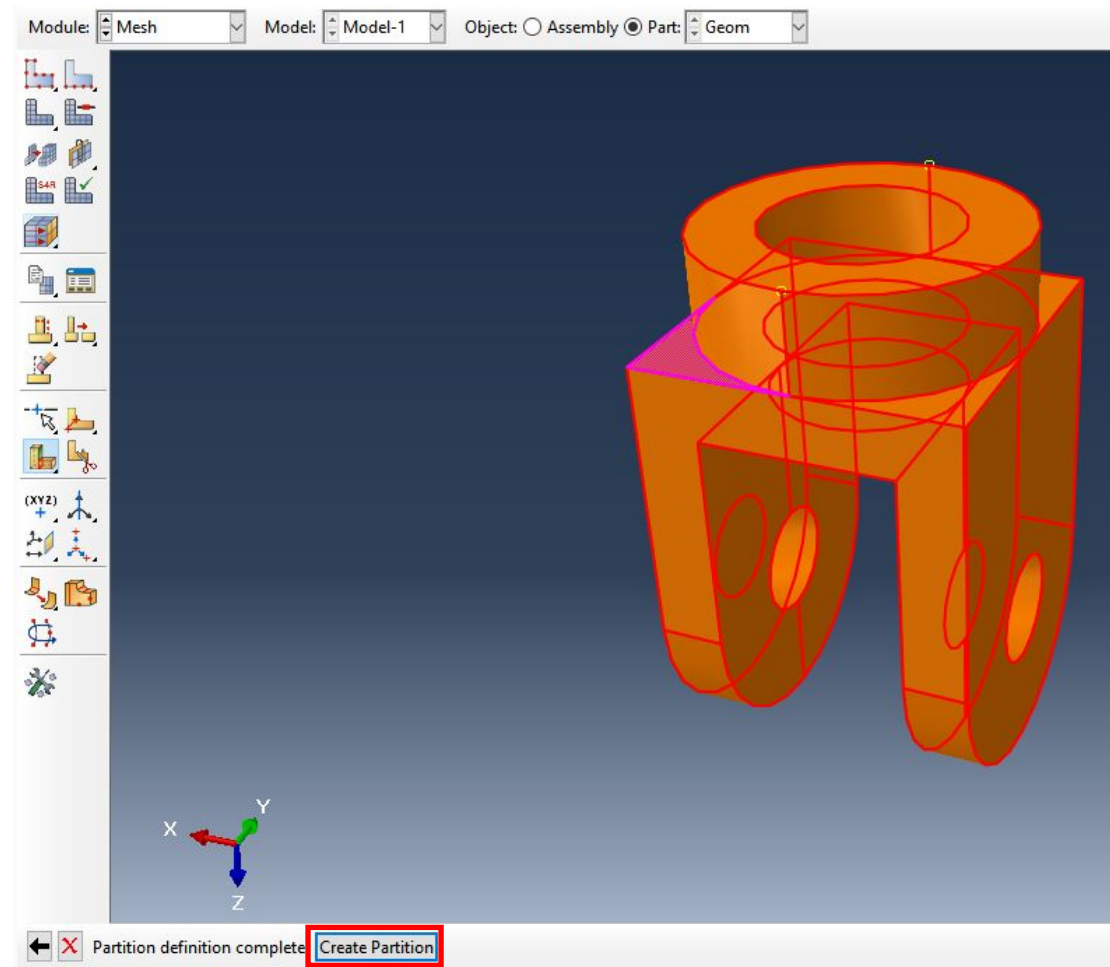 Module: Mesh Model: Model-1 Object: Assembly Part: Geom
S4R
(XYZ)
Y
X
Z
Partition definition complete Create Partition